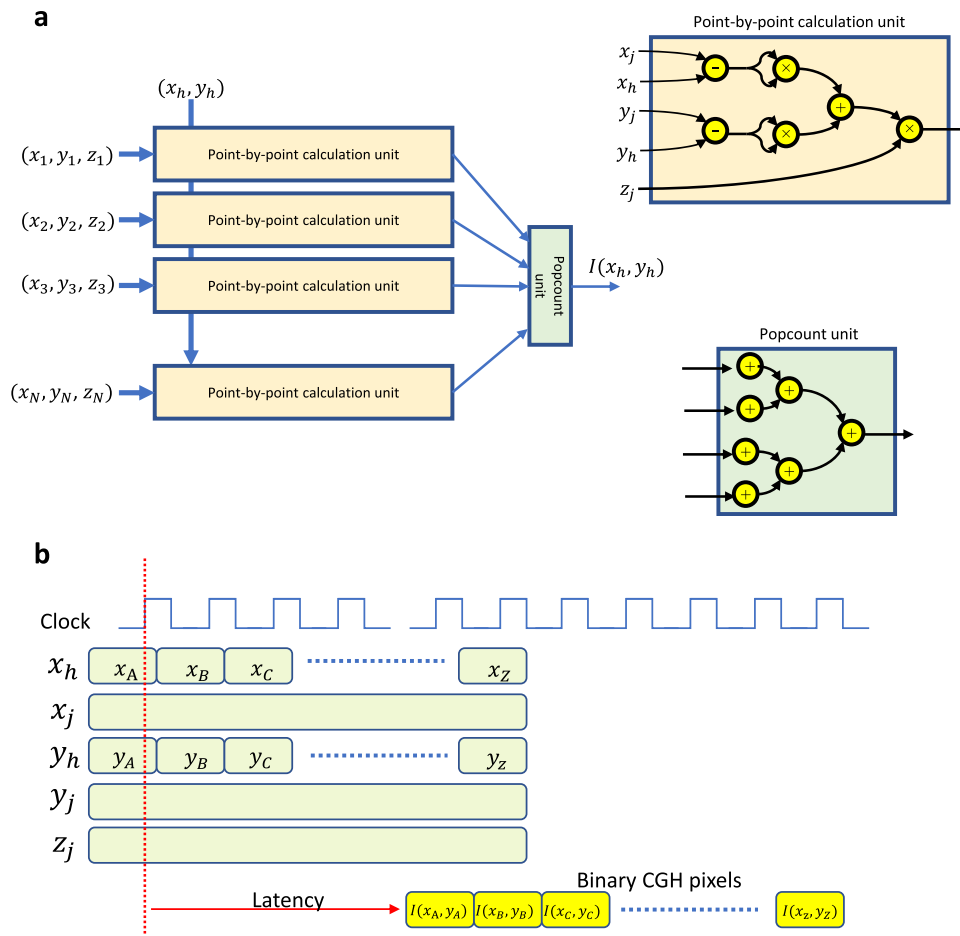 a
Point-by-point calculation unit
x_j
x_h
y_j
y_h
z_j
- × + ×
- ×
(x_h, y_h)
(x_1, y_1, z_1) Point-by-point calculation unit
(x_2, y_2, z_2) Point-by-point calculation unit
(x_3, y_3, z_3) Point-by-point calculation unit
(x_N, y_N, z_N) Point-by-point calculation unit
Popcount
unit
I(x_h, y_h)
Popcount unit
+ +
+ +
+ +
+
b
Clock
x_h x_A x_B x_C x_Z
x_j
y_h y_A y_B y_C y_z
y_j
z_j
Latency
Binary CGH pixels
I(x_A, y_A) I(x_B, y_B) I(x_C, y_C) I(x_z, y_Z)